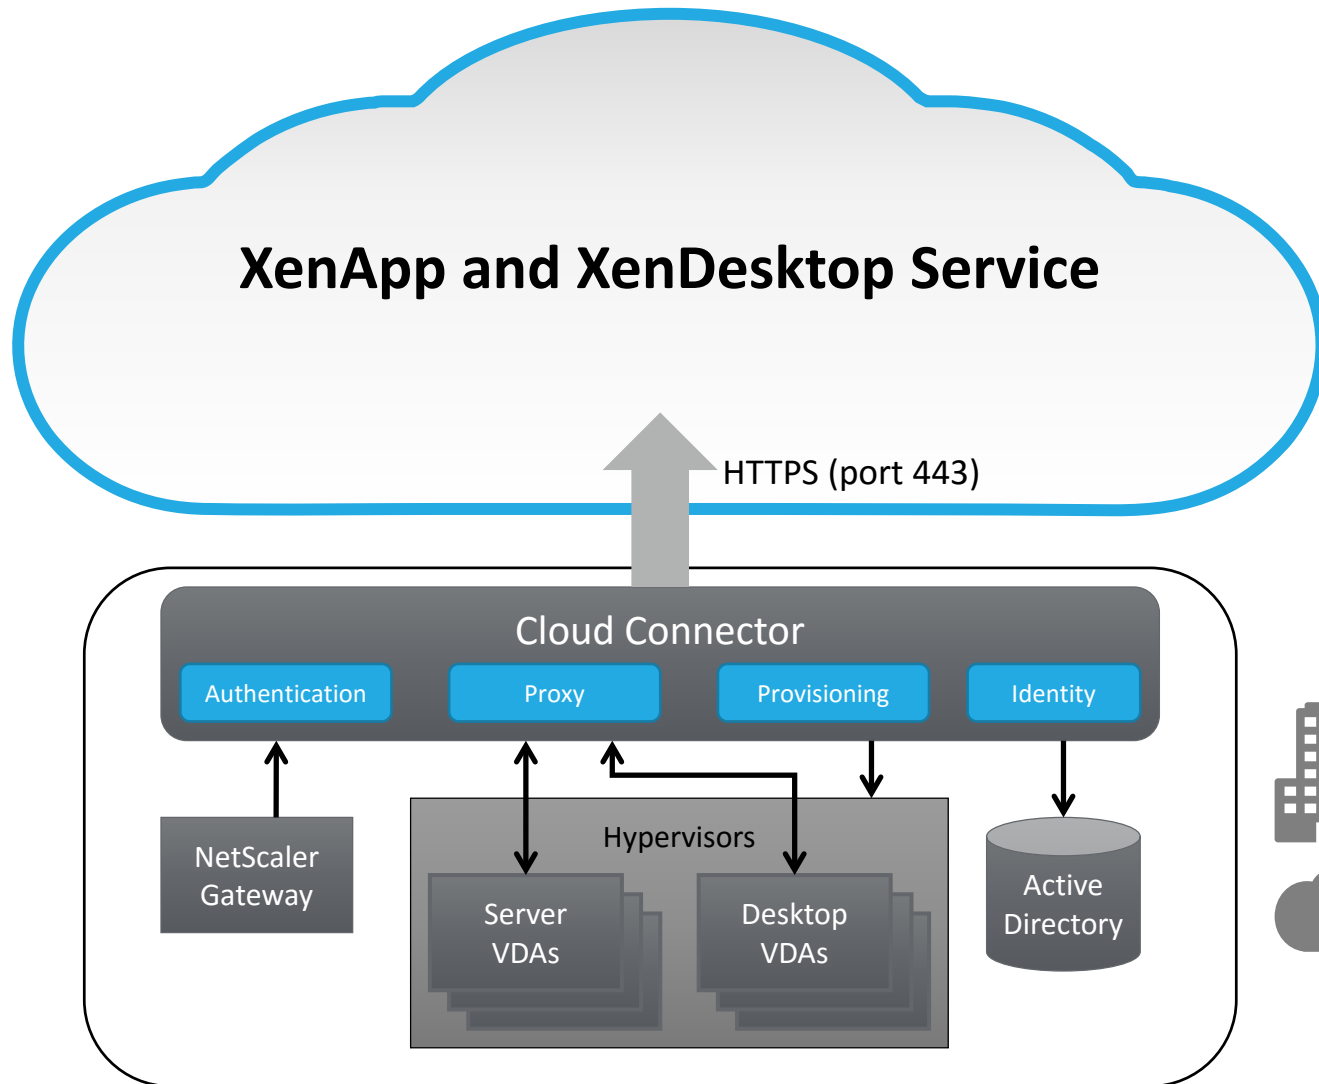 XenApp and XenDesktop Service
HTTPS (port 443)
Cloud Connector
Authentication
Proxy
Provisioning
Identity
Hypervisors
NetScaler
Gateway
Server
VDAs
Desktop
VDAs
Active
Directory